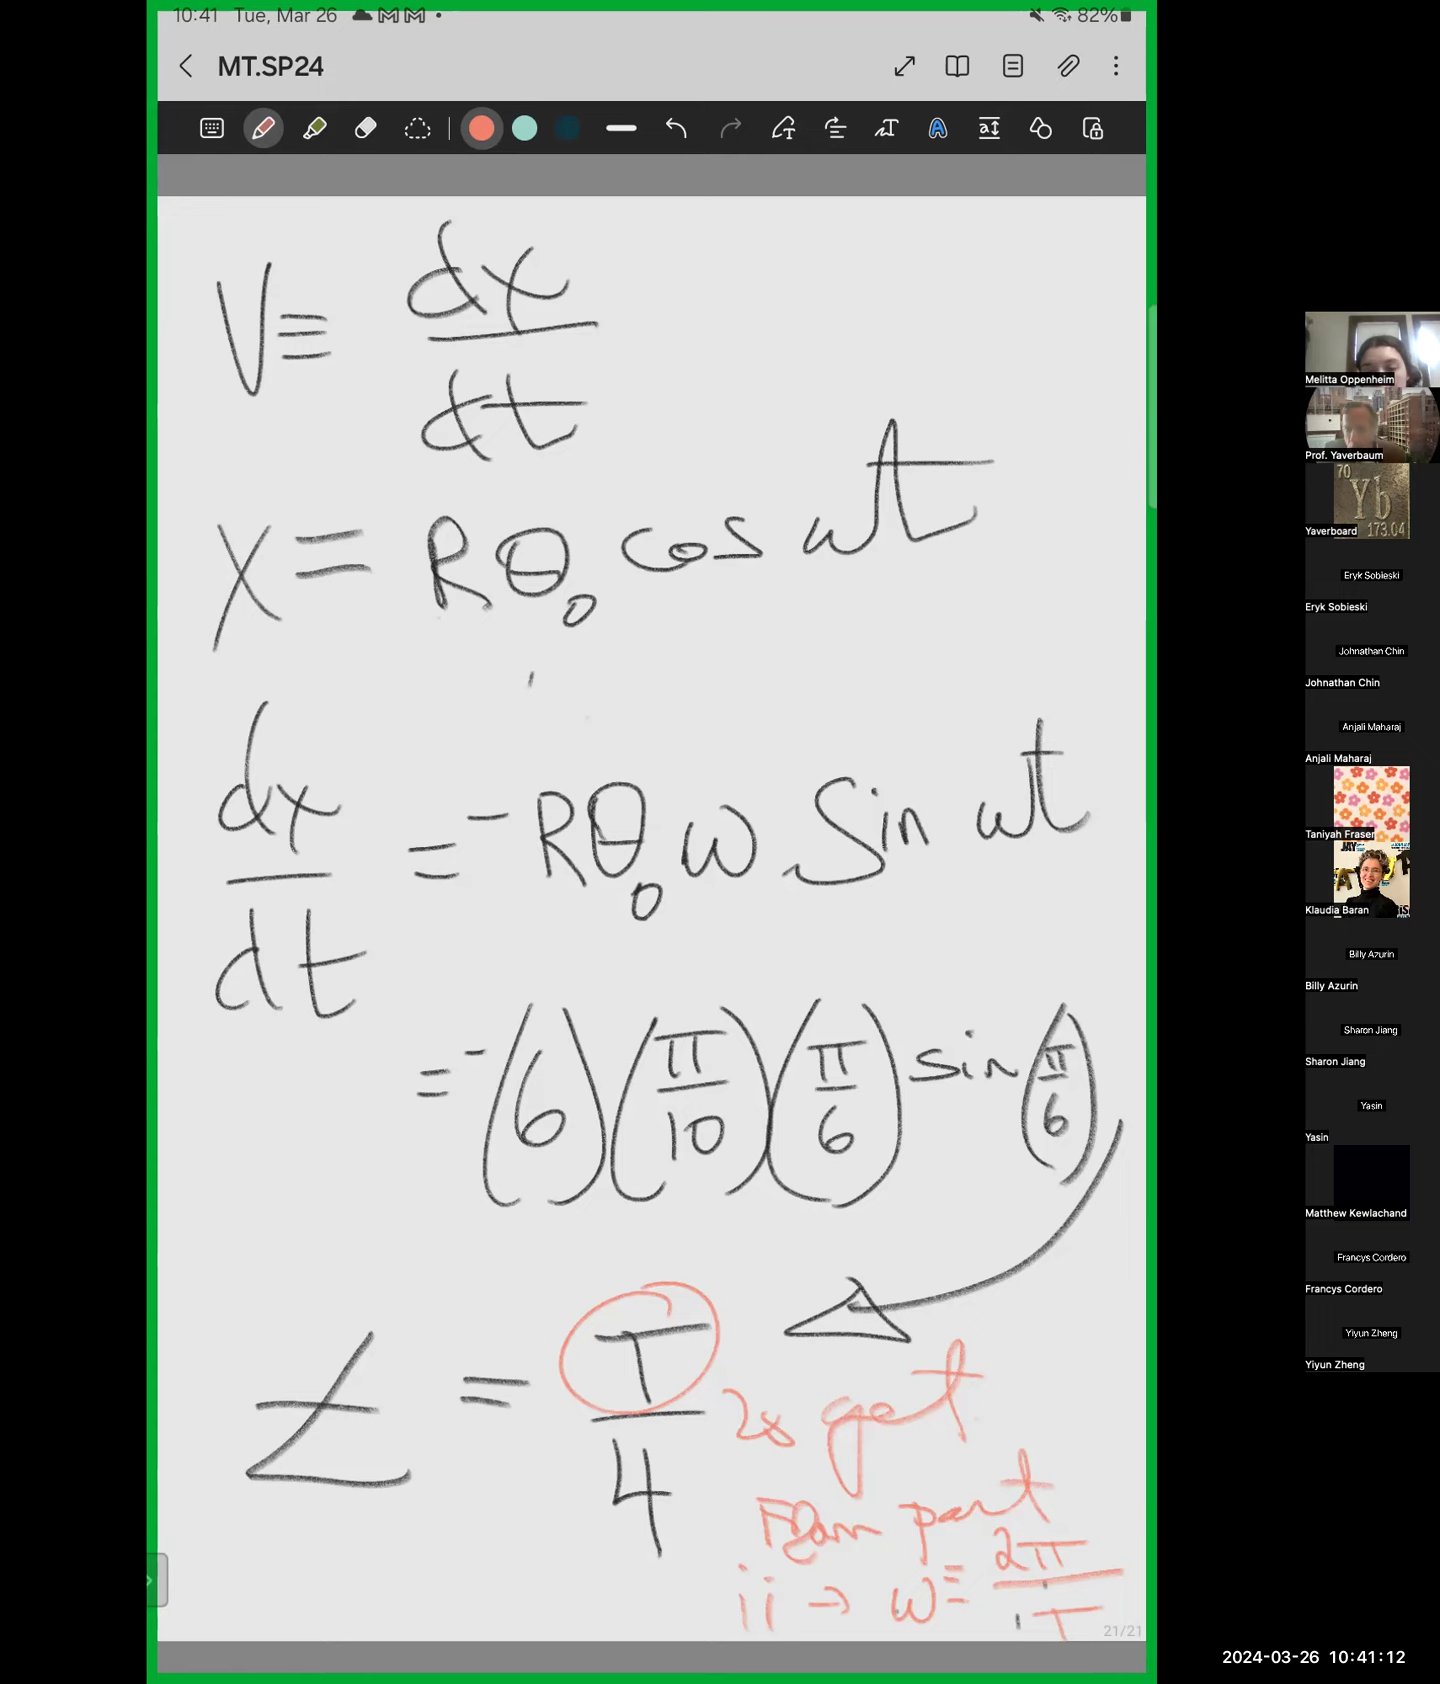 10:41 Tue, Mar 26 82%
MT.SP24
V ≡ dx/dt
x = Rθ₀ cos ωt
dx/dt = -Rθ₀ω Sin ωt
= -(6)(π/10)(π/6) sin(π/6)
t = T/4
get
From part
ii → ω ≡ 2π/T
21/21
Melitta Oppenheim
Prof. Yaverbaum
70
Yb
173.04
Yaverboard
Eryk Sobieski
Eryk Sobieski
Johnathan Chin
Johnathan Chin
Anjali Maharaj
Anjali Maharaj
Taniyah Fraser
JAY
Klaudia Baran
Billy Azurin
Billy Azurin
Sharon Jiang
Sharon Jiang
Yasin
Yasin
Matthew Kewlachand
Francys Cordero
Francys Cordero
Yiyun Zheng
Yiyun Zheng
2024-03-26 10:41:12